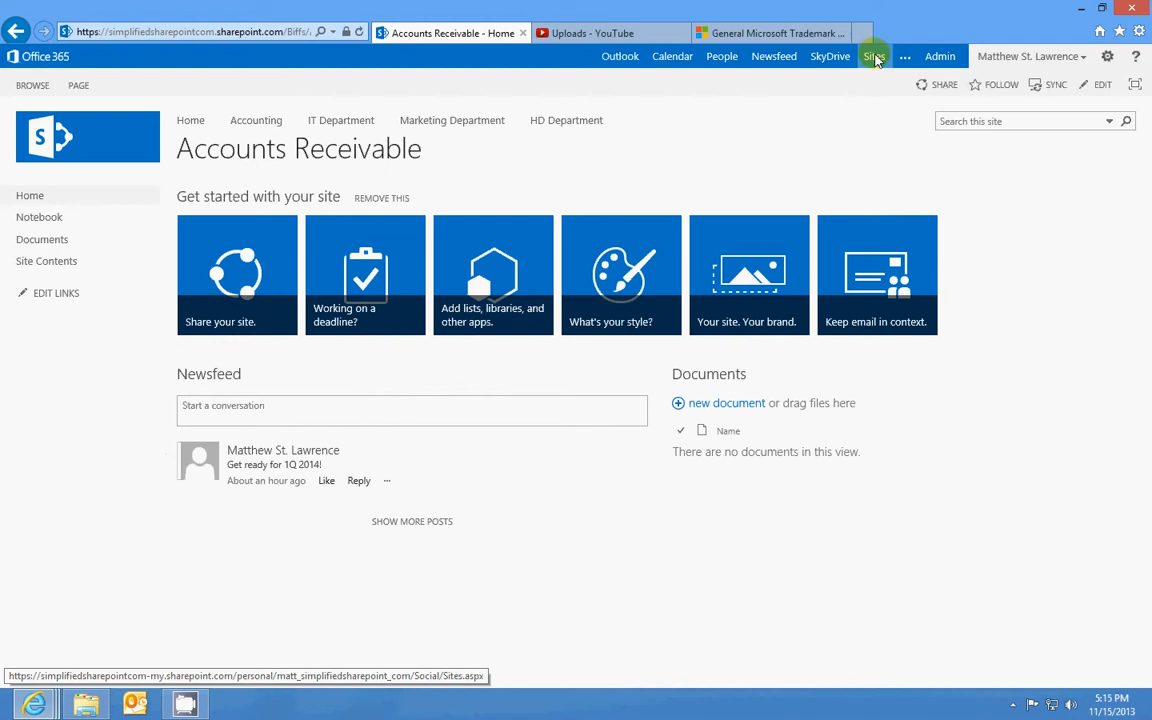 https://simplifiedsharepointcom.sharepoint.com/Biffs/
Accounts Receivable - Home
Uploads - YouTube
General Microsoft Trademark ...
Office 365
Outlook
Calendar
People
Newsfeed
SkyDrive
Sites
...
Admin
Matthew St. Lawrence
?
BROWSE
PAGE
SHARE
FOLLOW
SYNC
EDIT
S
Home
Accounting
IT Department
Marketing Department
HD Department
Search this site
Accounts Receivable
Home
Notebook
Documents
Site Contents
EDIT LINKS
Get started with your site
REMOVE THIS
Share your site.
Working on a
deadline?
Add lists, libraries, and
other apps.
What's your style?
Your site. Your brand.
Keep email in context.
Newsfeed
Start a conversation
Matthew St. Lawrence
Get ready for 1Q 2014!
About an hour ago
Like
Reply
...
SHOW MORE POSTS
Documents
new document or drag files here
Name
There are no documents in this view.
https://simplifiedsharepointcom-my.sharepoint.com/personal/matt_simplifiedsharepoint_com/Social/Sites.aspx
5:15 PM
11/15/2013